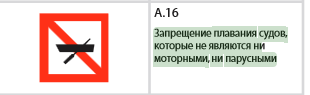 А.16
Запрещение плавания судов,
которые не являются ни
моторными, ни парусными